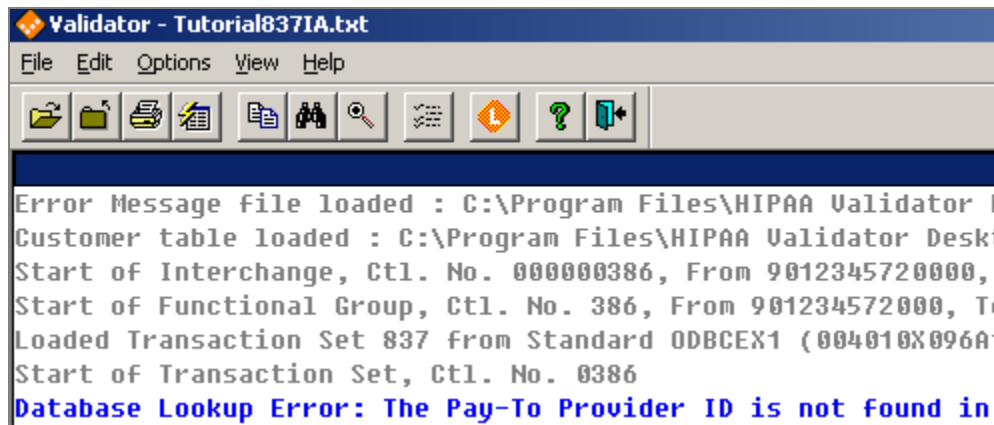 Validator - Tutorial837IA.txt
File Edit Options View Help
L
Error Message file loaded : C:\Program Files\HIPAA Validator
Customer table loaded : C:\Program Files\HIPAA Validator Desk
Start of Interchange, Ctl. No. 000000386, From 9012345720000,
Start of Functional Group, Ctl. No. 386, From 901234572000, T
Loaded Transaction Set 837 from Standard ODBCEX1 (004010X096A
Start of Transaction Set, Ctl. No. 0386
Database Lookup Error: The Pay-To Provider ID is not found in